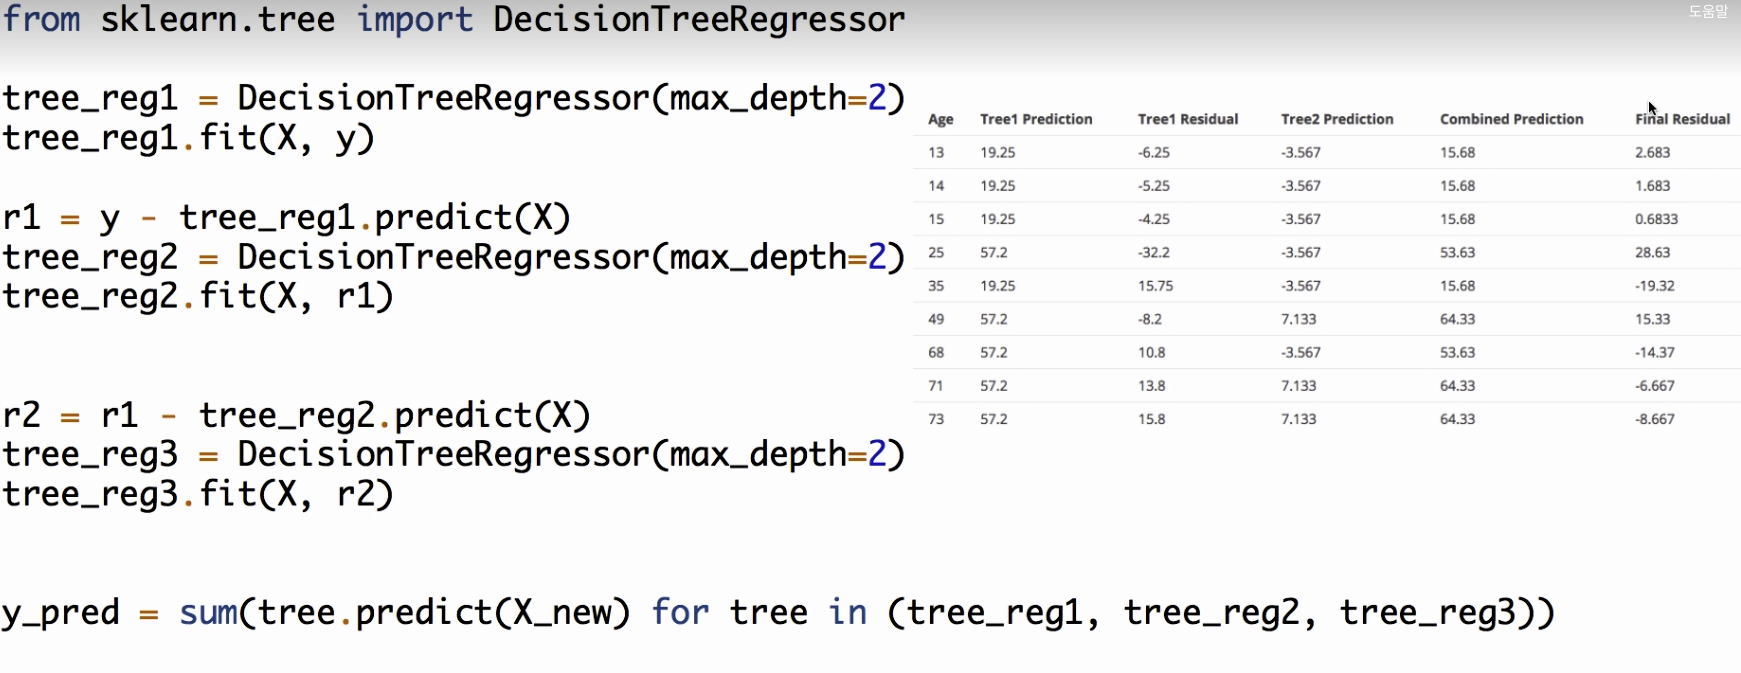 도움말
from sklearn.tree import DecisionTreeRegressor
tree_reg1 = DecisionTreeRegressor(max_depth=2)
tree_reg1.fit(X, y)
r1 = y - tree_reg1.predict(X)
tree_reg2 = DecisionTreeRegressor(max_depth=2)
tree_reg2.fit(X, r1)
r2 = r1 - tree_reg2.predict(X)
tree_reg3 = DecisionTreeRegressor(max_depth=2)
tree_reg3.fit(X, r2)
y_pred = sum(tree.predict(X_new) for tree in (tree_reg1, tree_reg2, tree_reg3))
Age Tree1 Prediction Tree1 Residual Tree2 Prediction Combined Prediction Final Residual
13 19.25 -6.25 -3.567 15.68 2.683
14 19.25 -5.25 -3.567 15.68 1.683
15 19.25 -4.25 -3.567 15.68 0.6833
25 57.2 -32.2 -3.567 53.63 28.63
35 19.25 15.75 -3.567 15.68 -19.32
49 57.2 -8.2 7.133 64.33 15.33
68 57.2 10.8 -3.567 53.63 -14.37
71 57.2 13.8 7.133 64.33 -6.667
73 57.2 15.8 7.133 64.33 -8.667